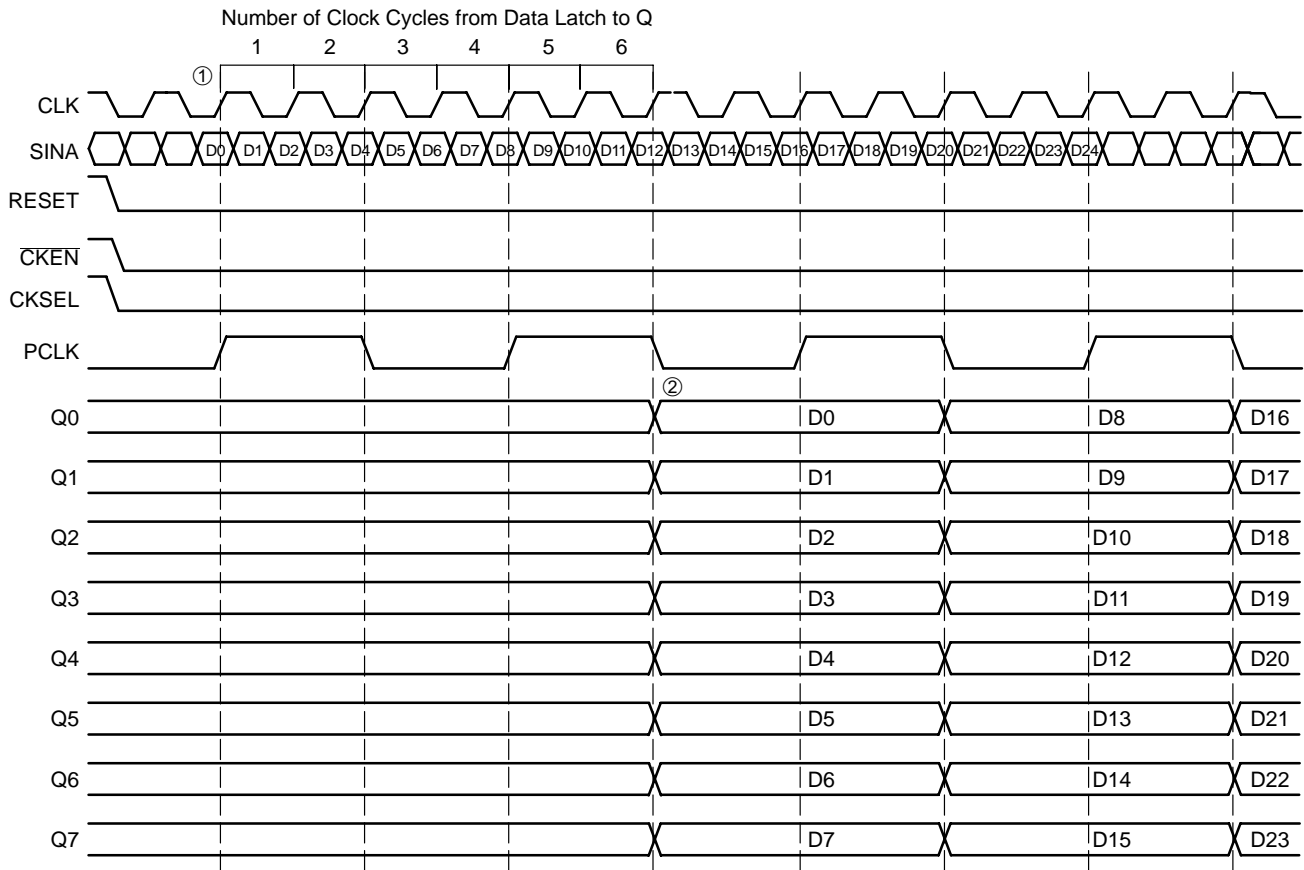 Number of Clock Cycles from Data Latch to Q
1 2 3 4 5 6
①
CLK
SINA D0 D1 D2 D3 D4 D5 D6 D7 D8 D9 D10 D11 D12 D13 D14 D15 D16 D17 D18 D19 D20 D21 D22 D23 D24
RESET
CKEN
CKSEL
PCLK
②
Q0 D0 D8 D16
Q1 D1 D9 D17
Q2 D2 D10 D18
Q3 D3 D11 D19
Q4 D4 D12 D20
Q5 D5 D13 D21
Q6 D6 D14 D22
Q7 D7 D15 D23